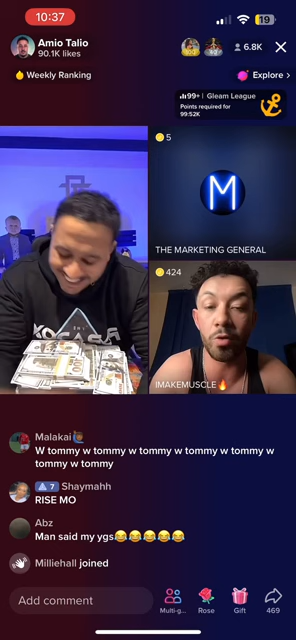 10:37
19
Amio Talio
90.1K likes
6.8K
Weekly Ranking
Explore >
99+ | Gleam League
Points required for
99:52K
5
M
THE MARKETING GENERAL
424
IMAKEMUSCLE🔥
Malakai🙋‍♂️
W tommy w tommy w tommy w tommy w tommy w
tommy w tommy
7 Shaymahh
RISE MO
Abz
Man said my ygs😂😂😂😂😂
Milliehall joined
Add comment
Multi-g...
Rose
Gift
469